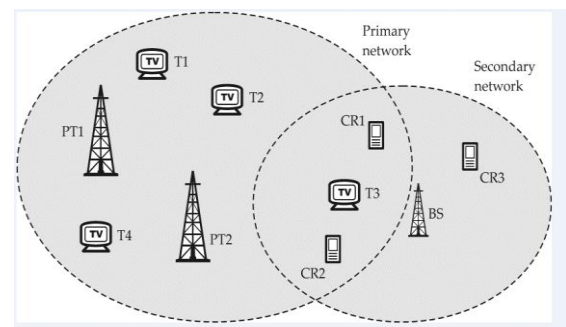 Primary
network
Secondary
network
TV
T1
TV
T2
PT1
CR1
CR3
TV
T3
BS
TV
T4
PT2
CR2